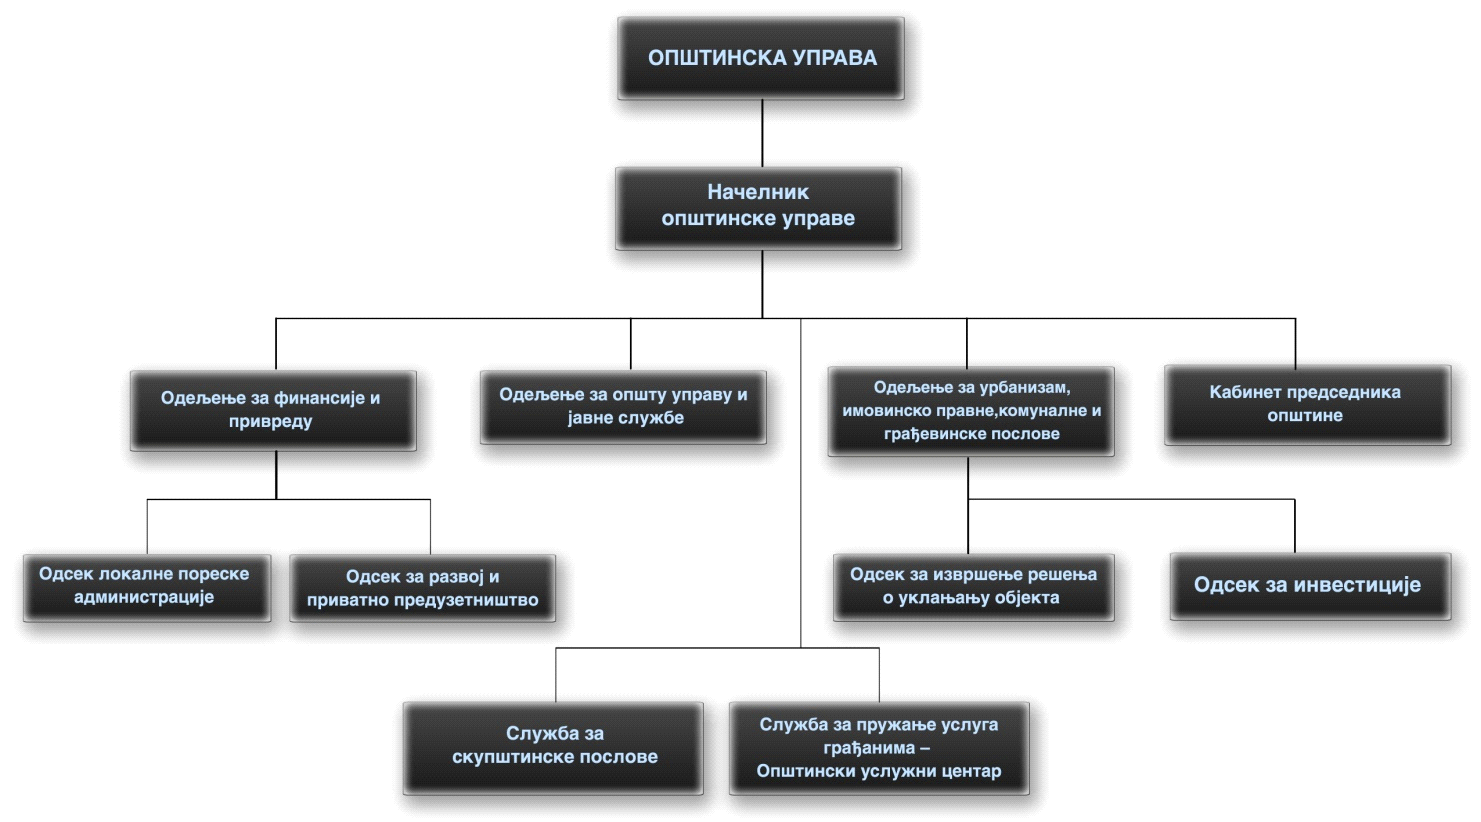 ОПШТИНСКА УПРАВА
Начелник
општинске управе
Одељење за финансије и
привреду
Одељење за општу управу и
јавне службе
Одељење за урбанизам,
имовинско правне,комуналне и
грађевинске послове
Кабинет председника
општине
Одсек локалне пореске
администрације
Одсек за развој и
приватно предузетништво
Одсек за извршење решења
о уклањању објекта
Одсек за инвестиције
Служба за
скупштинске послове
Служба за пружање услуга
грађанима –
Општински услужни центар